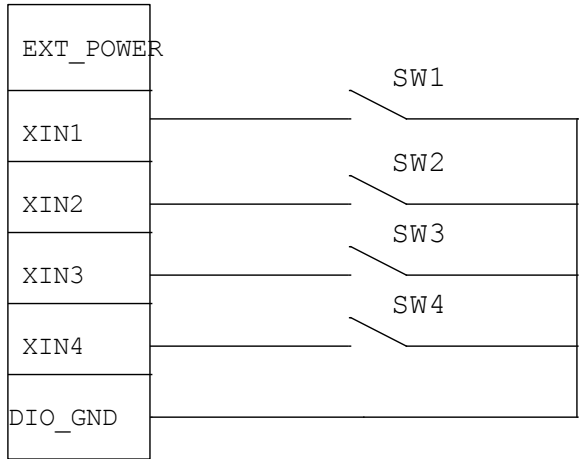 EXT_POWER
SW1
XIN1
SW2
XIN2
SW3
XIN3
SW4
XIN4
DIO_GND